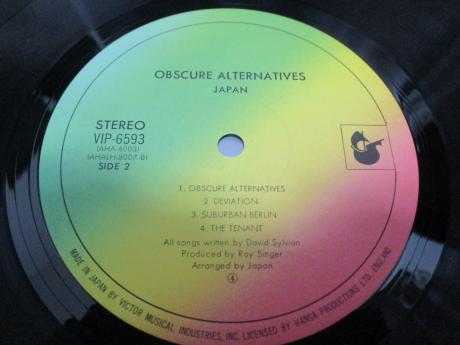 OBSCURE ALTERNATIVES
JAPAN
STEREO
VIP-6593
(AHA-6003)
(AHALH-8007-B)
SIDE 2
1. OBSCURE ALTERNATIVES
2. DEVIATION
3. SUBURBAN BERLIN
4. THE TENANT
All songs written by David Sylvian
Produced by Ray Singer
Arranged by Japan
④
MADE IN JAPAN BY VICTOR MUSICAL INDUSTRIES, INC. LICENSED BY HANSA PRODUCTIONS LTD. ENGLAND